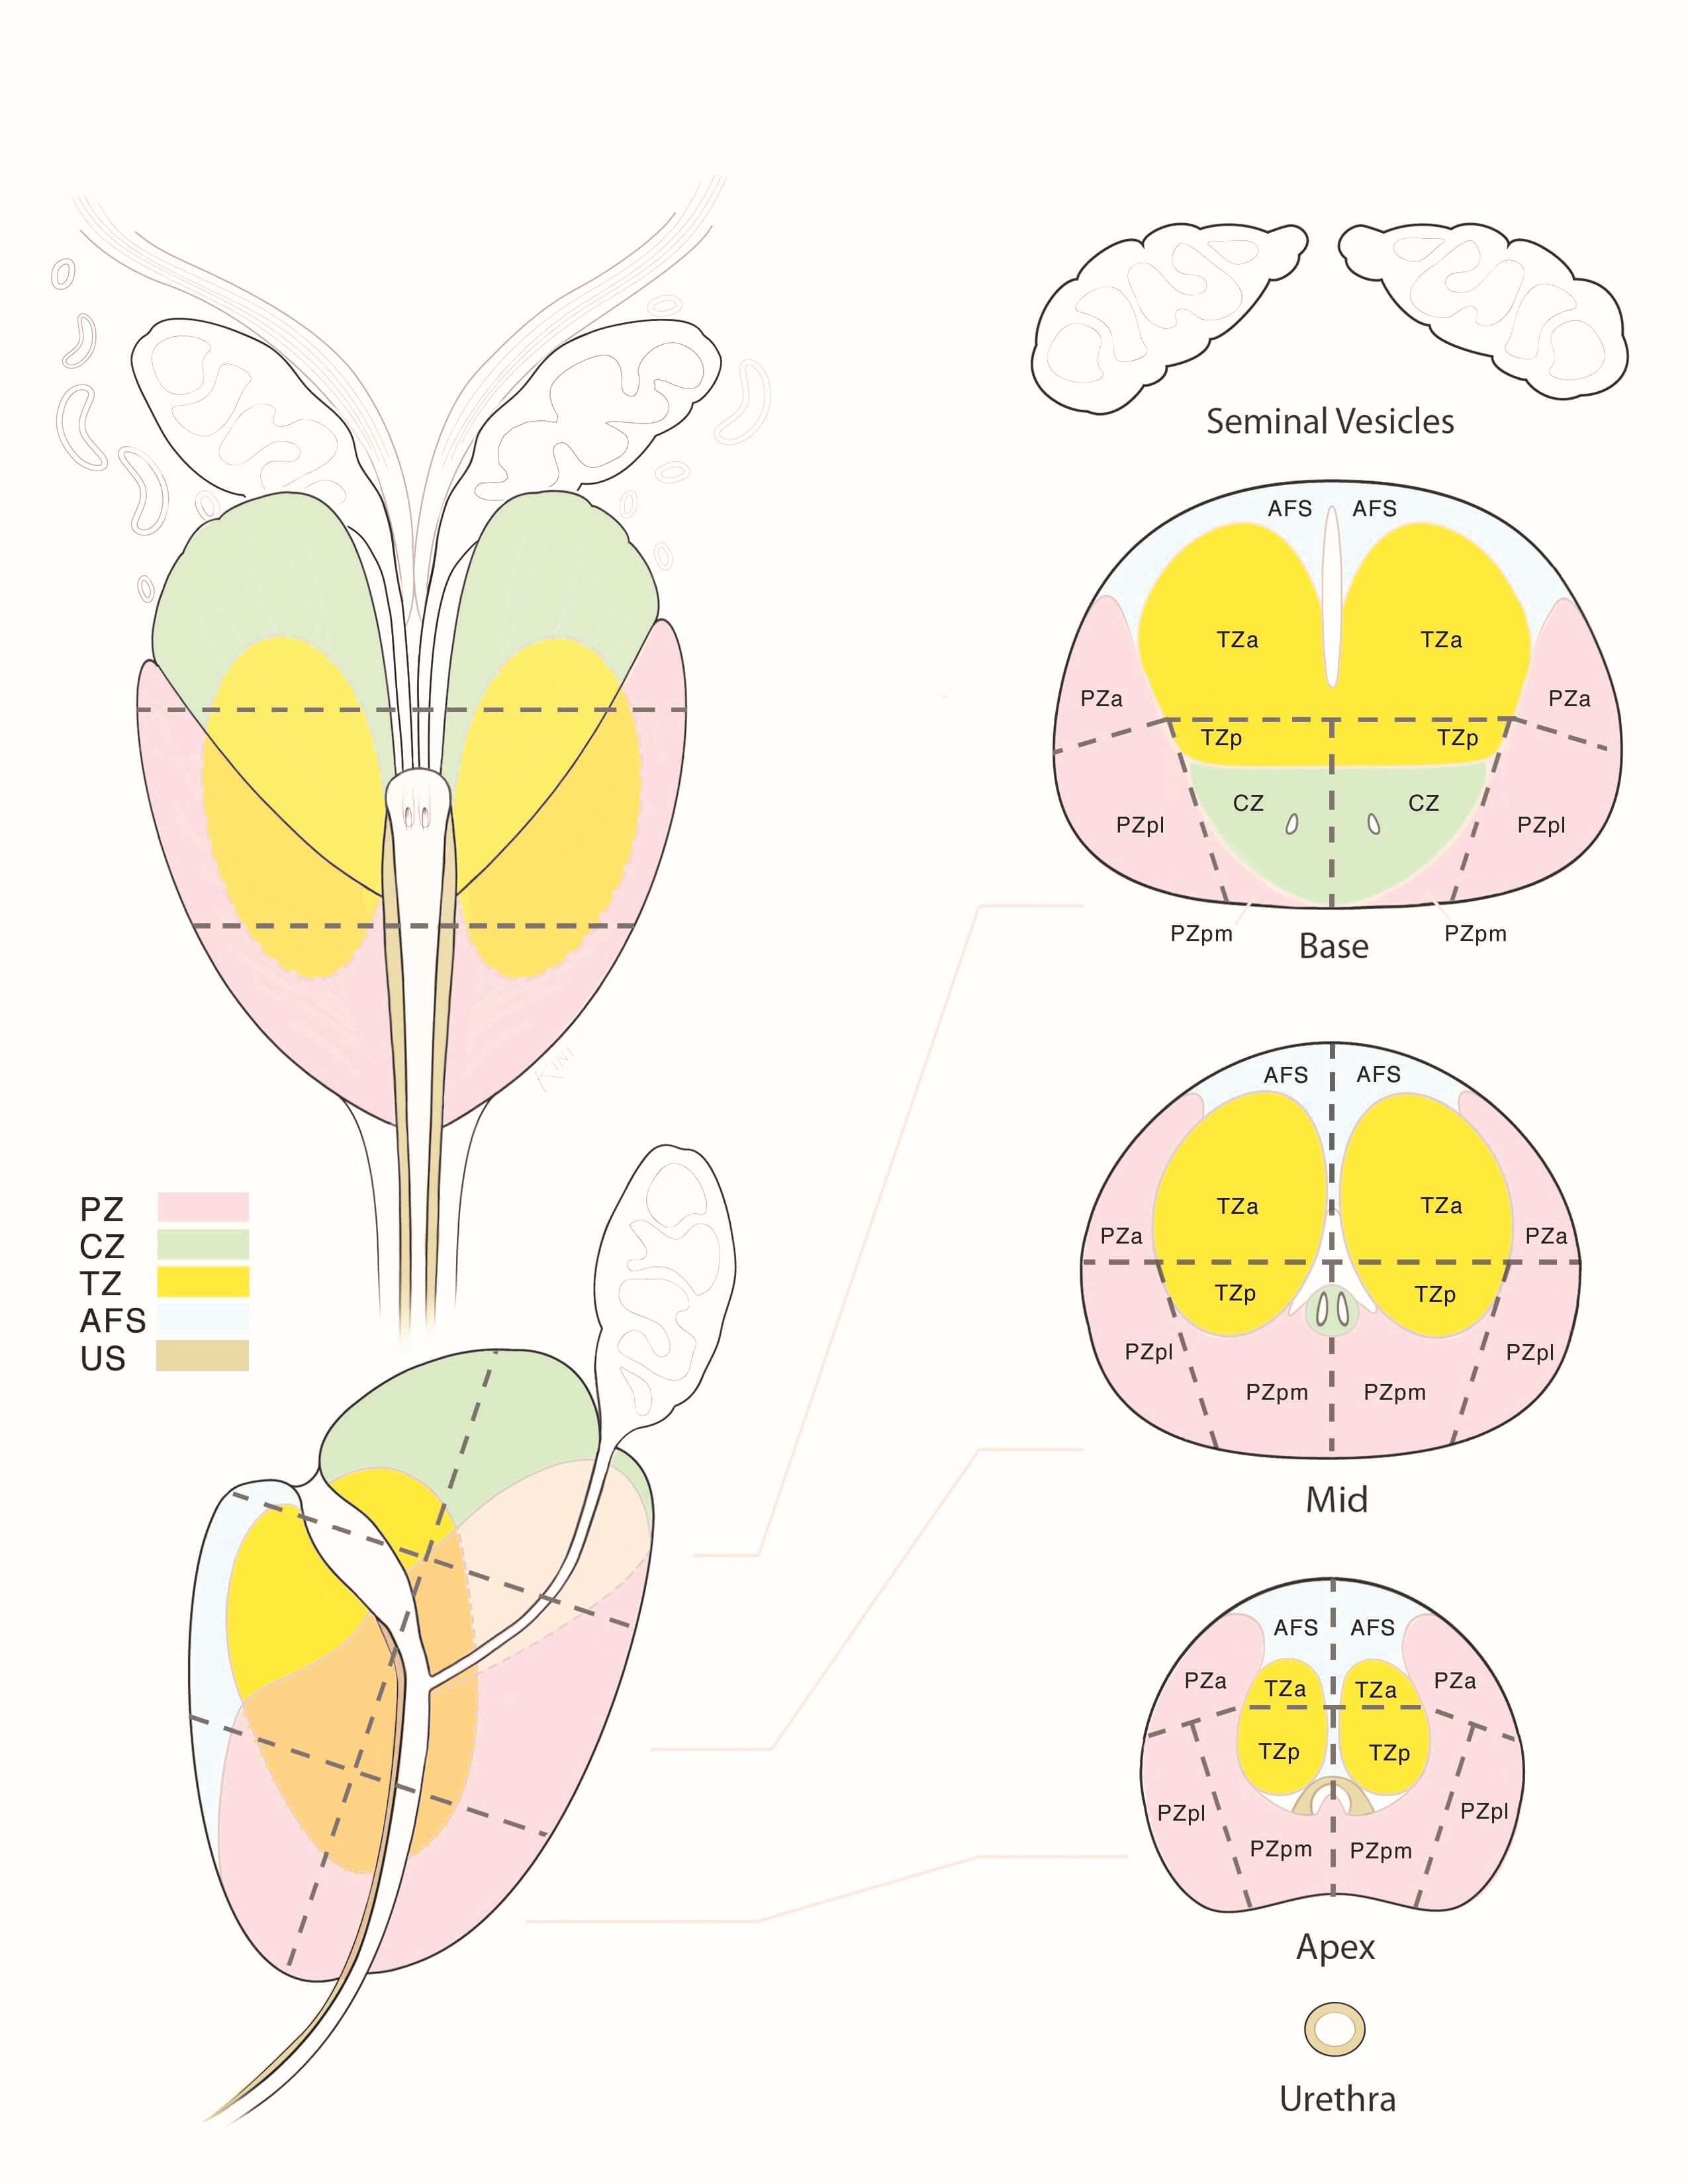 Seminal Vesicles
AFS AFS
TZa TZa
PZa PZa
TZp TZp
CZ CZ
PZpl PZpl
PZpm PZpm
Base
AFS AFS
TZa TZa
PZa PZa
TZp TZp
PZpl PZpl
PZpm PZpm
Mid
PZ
CZ
TZ
AFS
US
AFS AFS
PZa PZa
TZa TZa
TZp TZp
PZpl PZpl
PZpm PZpm
Apex
Urethra